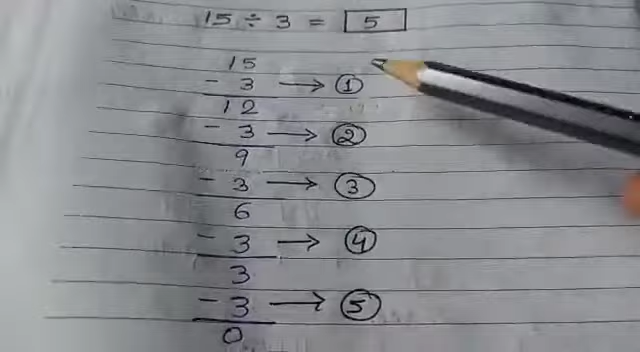 15 ÷ 3 = 5
15
- 3 → 1
12
- 3 → 2
9
- 3 → 3
6
- 3 → 4
3
- 3 → 5
0